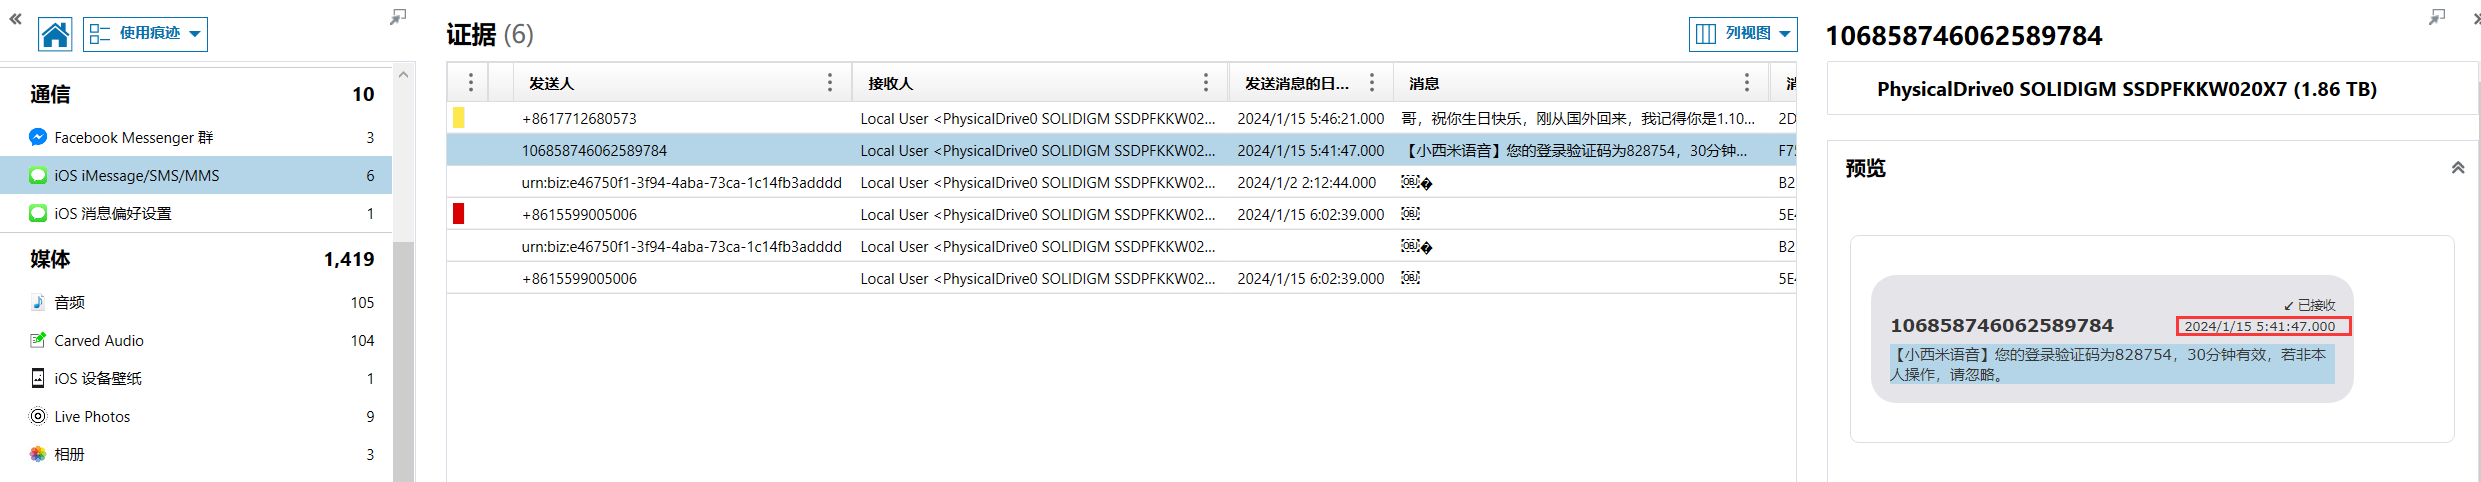 使用痕迹
通信 10
Facebook Messenger 群 3
iOS iMessage/SMS/MMS 6
iOS 消息偏好设置 1
媒体 1,419
音频 105
Carved Audio 104
iOS 设备壁纸 1
Live Photos 9
相册 3
证据 (6)
列视图
发送人 接收人 发送消息的日... 消息
+8617712680573 Local User <PhysicalDrive0 SOLIDIGM SSDPFKKW02... 2024/1/15 5:46:21.000 哥，祝你生日快乐，刚从国外回来，我记得你是1.10... 2D
106858746062589784 Local User <PhysicalDrive0 SOLIDIGM SSDPFKKW02... 2024/1/15 5:41:47.000 【小西米语音】您的登录验证码为828754，30分钟... F7
urn:biz:e46750f1-3f94-4aba-73ca-1c14fb3adddd Local User <PhysicalDrive0 SOLIDIGM SSDPFKKW02... 2024/1/2 2:12:44.000 ￼� B2
+8615599005006 Local User <PhysicalDrive0 SOLIDIGM SSDPFKKW02... 2024/1/15 6:02:39.000 ￼ 5E
urn:biz:e46750f1-3f94-4aba-73ca-1c14fb3adddd Local User <PhysicalDrive0 SOLIDIGM SSDPFKKW02... ￼� B2
+8615599005006 Local User <PhysicalDrive0 SOLIDIGM SSDPFKKW02... 2024/1/15 6:02:39.000 ￼ 5E
106858746062589784
PhysicalDrive0 SOLIDIGM SSDPFKKW020X7 (1.86 TB)
预览
↙ 已接收
106858746062589784 2024/1/15 5:41:47.000
【小西米语音】您的登录验证码为828754，30分钟有效，若非本
人操作，请忽略。